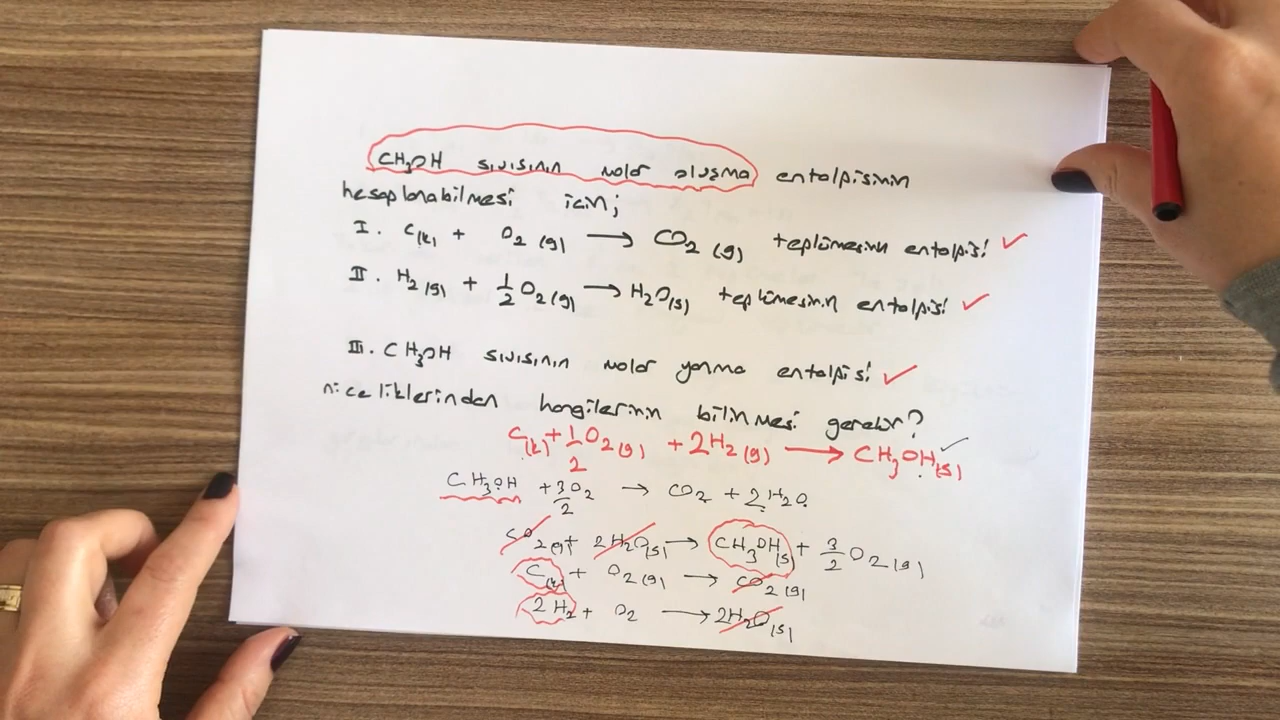 CH₃OH sıvısının molar oluşma entalpisinin
hesaplanabilmesi için;
I. C(k) + O₂(g) → CO₂(g) tepkimesinin entalpisi ✓
II. H₂(g) + 1/2 O₂(g) → H₂O(s) tepkimesinin entalpisi ✓
III. CH₃OH sıvısının molar yanma entalpisi ✓
niceliklerinden hangilerinin bilinmesi gerekir?
C(k) + 1/2 O₂(g) + 2H₂(g) → CH₃OH(s) ✓
CH₃OH + 3/2 O₂ → CO₂ + 2H₂O
CO₂(g) + 2H₂O(s) → CH₃OH(s) + 3/2 O₂(g)
C(k) + O₂(g) → CO₂(g)
2H₂ + O₂ → 2H₂O(s)